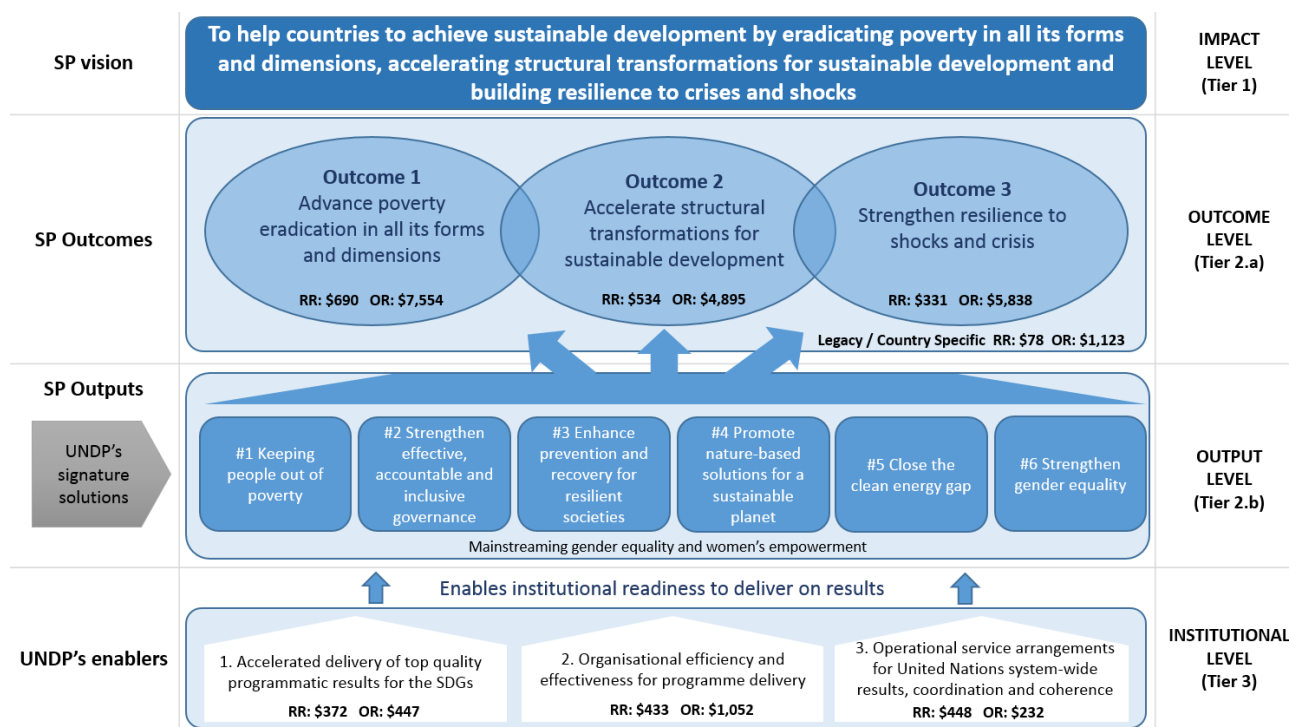 SP vision
To help countries to achieve sustainable development by eradicating poverty in all its forms
and dimensions, accelerating structural transformations for sustainable development and
building resilience to crises and shocks
IMPACT
LEVEL
(Tier 1)
SP Outcomes
Outcome 1
Advance poverty
eradication in all its forms
and dimensions
RR: $690 OR: $7,554
Outcome 2
Accelerate structural
transformations for
sustainable development
RR: $534 OR: $4,895
Outcome 3
Strengthen resilience to
shocks and crisis
RR: $331 OR: $5,838
Legacy / Country Specific RR: $78 OR: $1,123
OUTCOME
LEVEL
(Tier 2.a)
SP Outputs
UNDP's
signature
solutions
#1 Keeping
people out of
poverty
#2 Strengthen
effective,
accountable and
inclusive
governance
#3 Enhance
prevention and
recovery for
resilient
societies
#4 Promote
nature-based
solutions for a
sustainable
planet
#5 Close the
clean energy gap
#6 Strengthen
gender equality
Mainstreaming gender equality and women's empowerment
OUTPUT
LEVEL
(Tier 2.b)
Enables institutional readiness to deliver on results
UNDP's enablers
1. Accelerated delivery of top quality
programmatic results for the SDGs
RR: $372 OR: $447
2. Organisational efficiency and
effectiveness for programme delivery
RR: $433 OR: $1,052
3. Operational service arrangements
for United Nations system-wide
results, coordination and coherence
RR: $448 OR: $232
INSTITUTIONAL
LEVEL
(Tier 3)